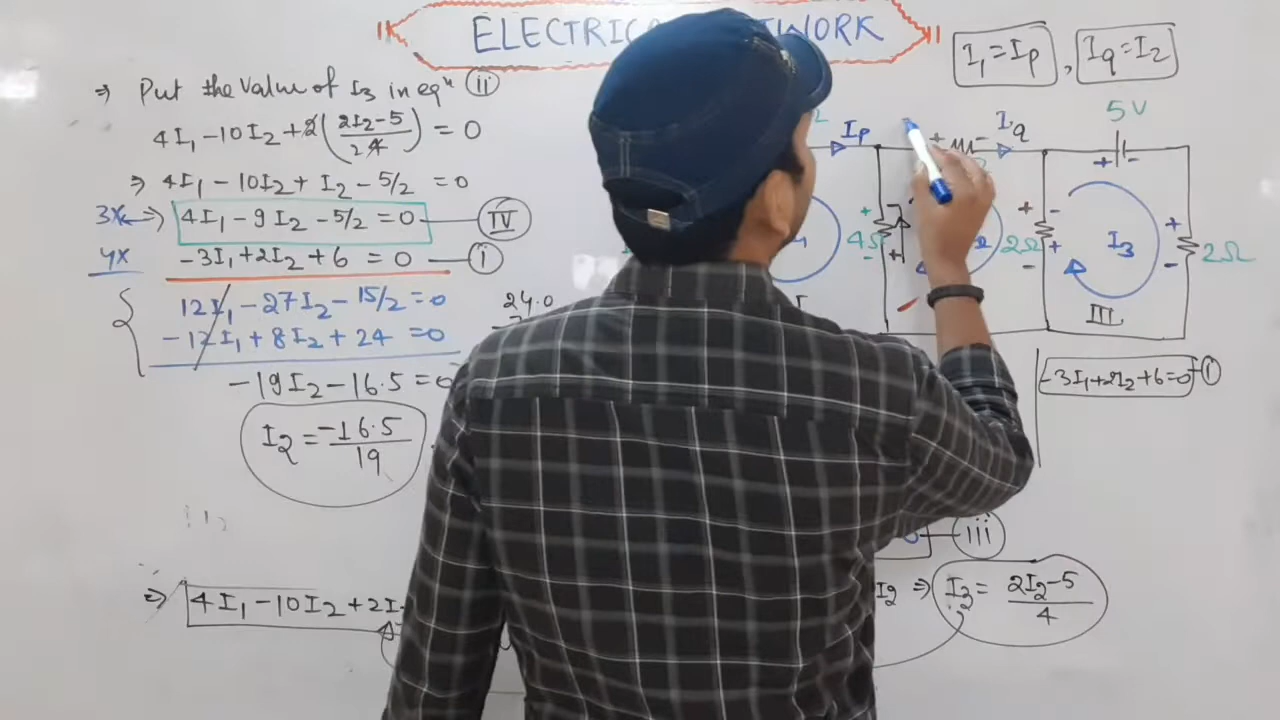 ELECTRIC WORK
I₁=Ip , Iq=I₂
⇒ Put the value of I₃ in eqⁿ (ii)
4I₁-10I₂+2(2I₂-5/4)=0
2
⇒ 4I₁-10I₂+I₂-5/2=0
3x ⇒ 4I₁-9I₂-5/2=0 — (IV)
4x -3I₁+2I₂+6=0 — (i)
12I₁-27I₂-15/2=0
-12I₁+8I₂+24=0
-19I₂-16.5=0
I₂=-16.5/19
24.0
Ip
+ -
Iq
5V
+ -
+ 4Ω -
+ 2Ω -
- +
I₃
III
+ 2Ω -
-3I₁+2I₂+6=0 — (i)
(iii)
⇒ 4I₁-10I₂+2I
⇒ I₃=2I₂-5/4